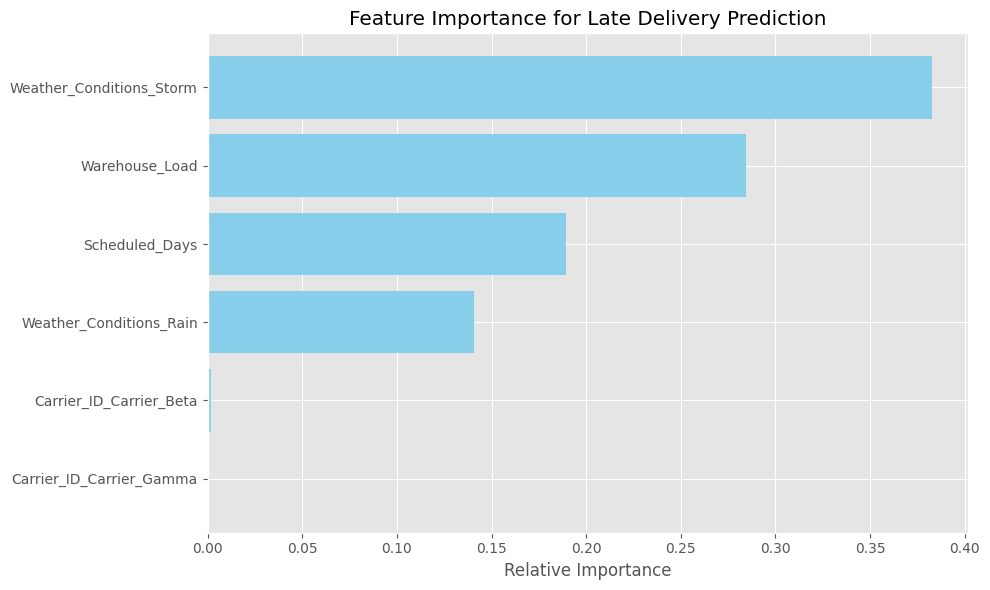 Feature Importance for Late Delivery Prediction
Weather_Conditions_Storm
Warehouse_Load
Scheduled_Days
Weather_Conditions_Rain
Carrier_ID_Carrier_Beta
Carrier_ID_Carrier_Gamma
0.00 0.05 0.10 0.15 0.20 0.25 0.30 0.35 0.40
Relative Importance